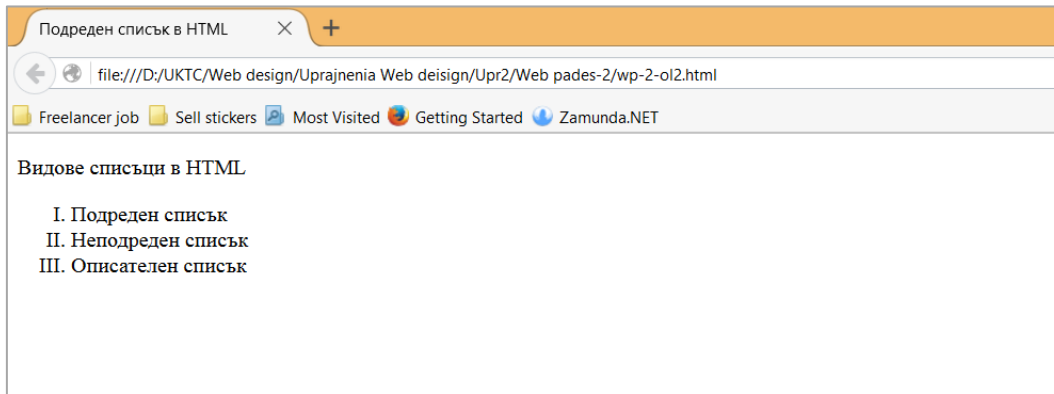 Подреден списък в HTML
file:///D:/UKTC/Web design/Uprajnenia Web deisign/Upr2/Web pades-2/wp-2-ol2.html
Freelancer job Sell stickers Most Visited Getting Started Zamunda.NET
Видове списъци в HTML
I. Подреден списък
II. Неподреден списък
III. Описателен списък